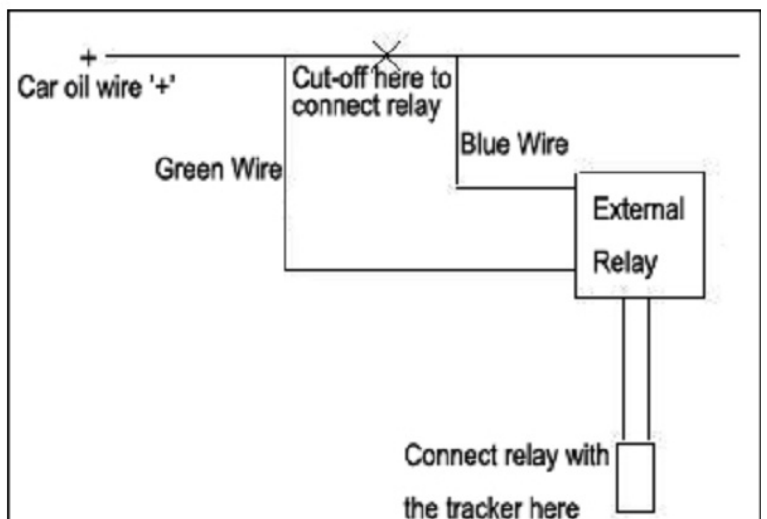 +
Car oil wire '+'
Cut-off here to
connect relay
Green Wire
Blue Wire
External
Relay
Connect relay with
the tracker here